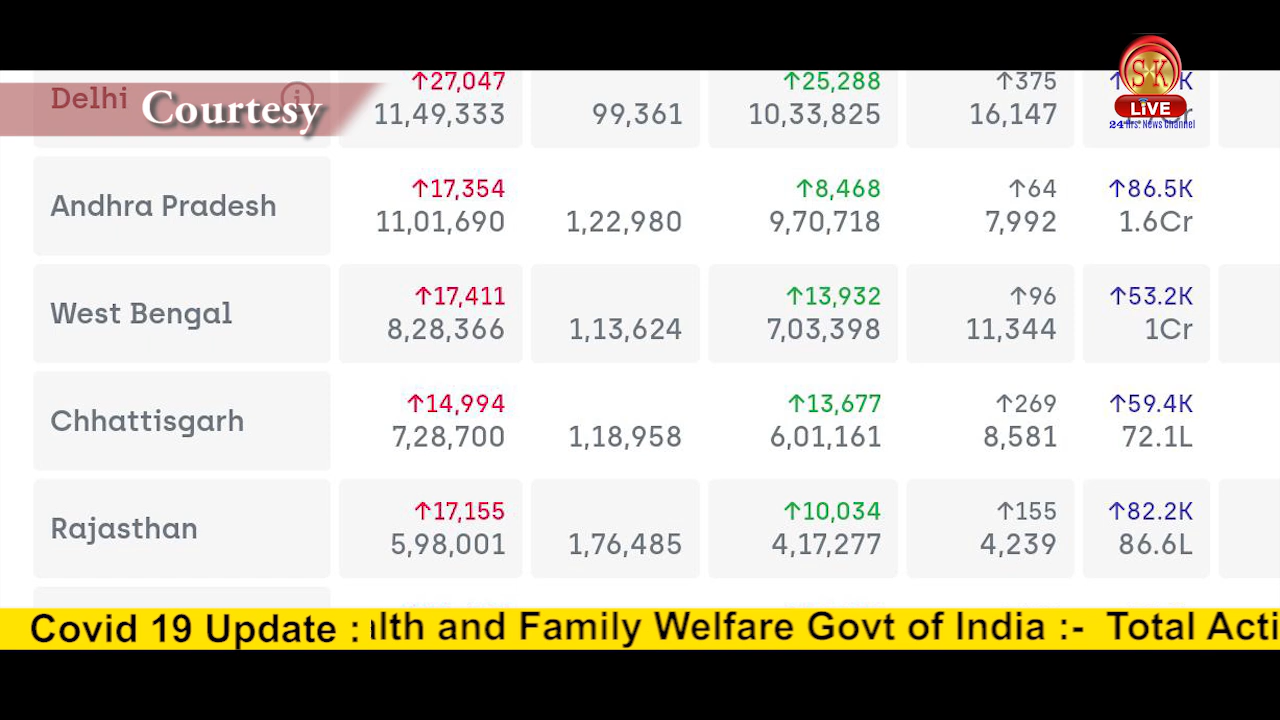 ↑27,047 ↑25,288 ↑375
Delhi Courtesy 11,49,333 99,361 10,33,825 16,147
SK
LIVE
24 Hrs. News Channel
↑17,354 ↑8,468 ↑64 ↑86.5K
Andhra Pradesh 11,01,690 1,22,980 9,70,718 7,992 1.6Cr
↑17,411 ↑13,932 ↑96 ↑53.2K
West Bengal 8,28,366 1,13,624 7,03,398 11,344 1Cr
↑14,994 ↑13,677 ↑269 ↑59.4K
Chhattisgarh 7,28,700 1,18,958 6,01,161 8,581 72.1L
↑17,155 ↑10,034 ↑155 ↑82.2K
Rajasthan 5,98,001 1,76,485 4,17,277 4,239 86.6L
Covid 19 Update : alth and Family Welfare Govt of India :- Total Acti